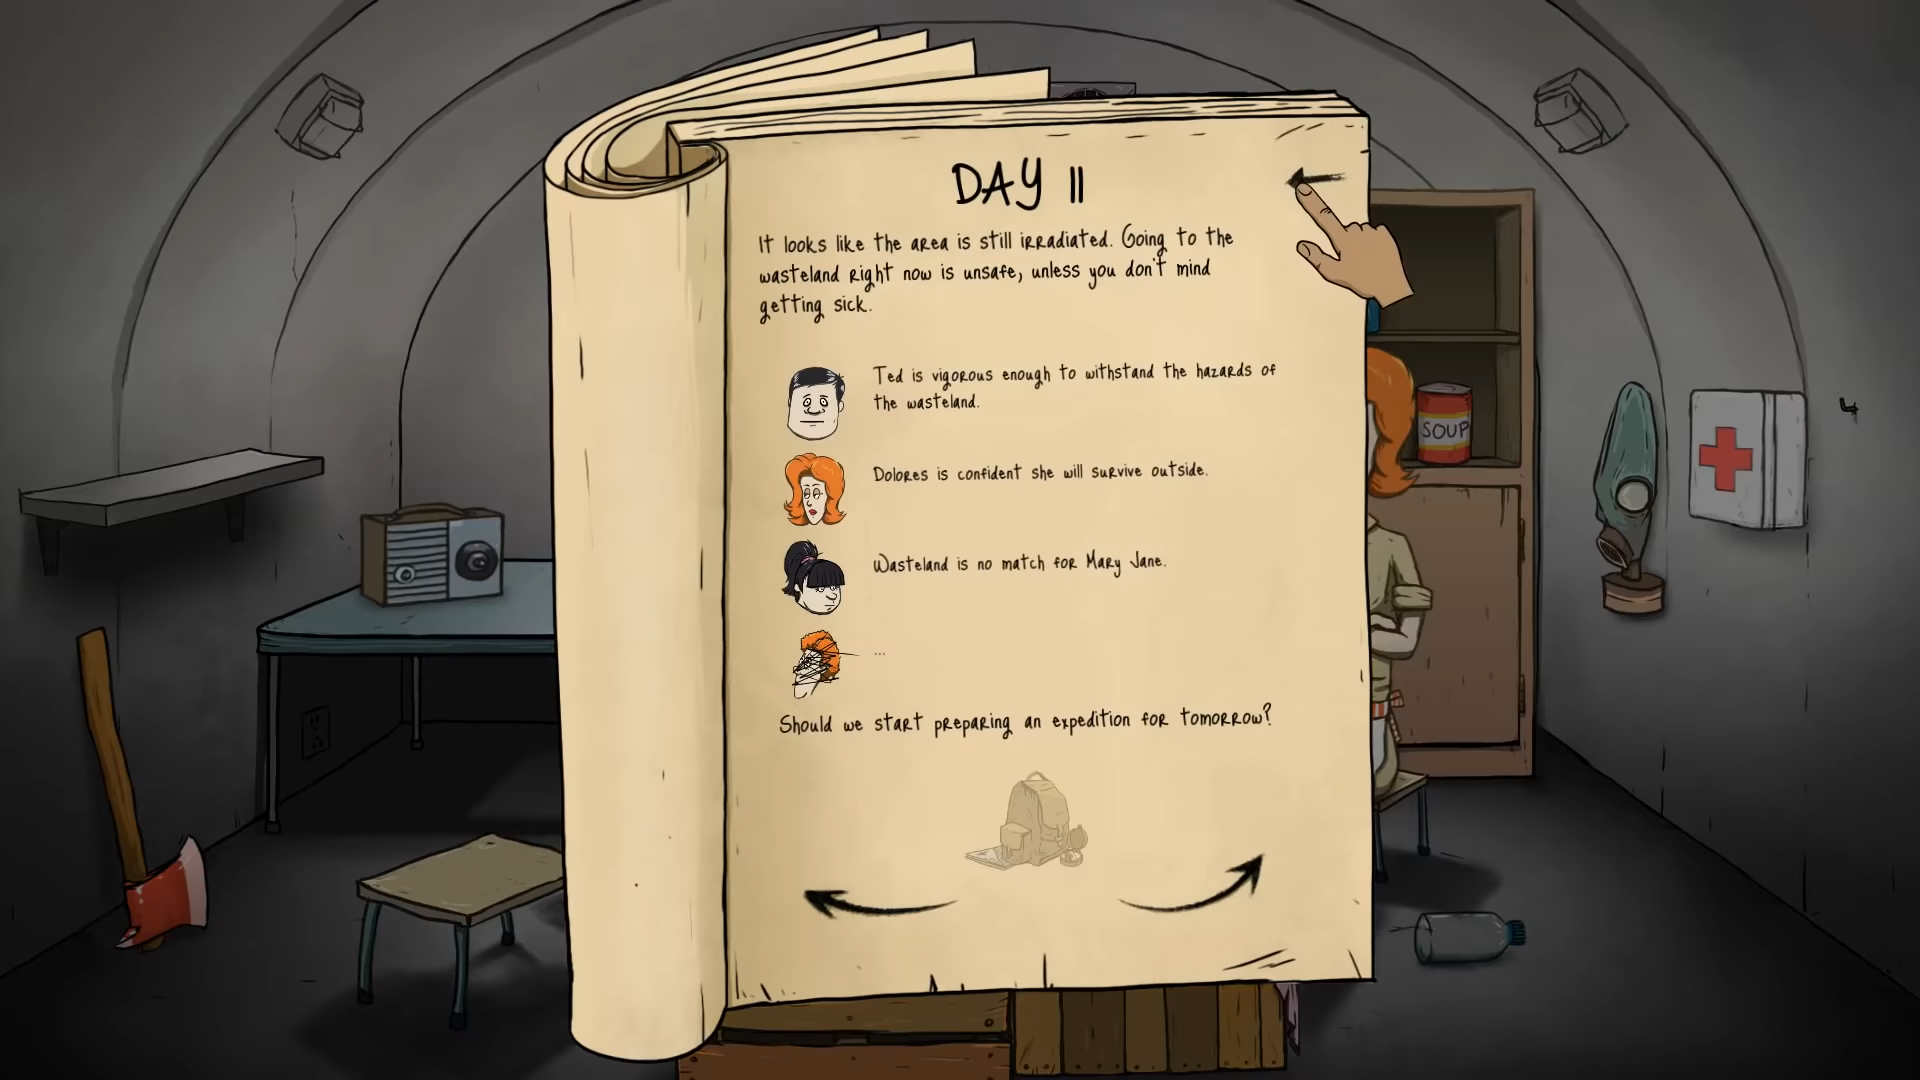 DAY 11
It looks like the area is still irradiated. Going to the
wasteland right now is unsafe, unless you don't mind
getting sick.
Ted is vigorous enough to withstand the hazards of
the wasteland.
Dolores is confident she will survive outside.
SOUP
Wasteland is no match for Mary Jane.
...
Should we start preparing an expedition for tomorrow?